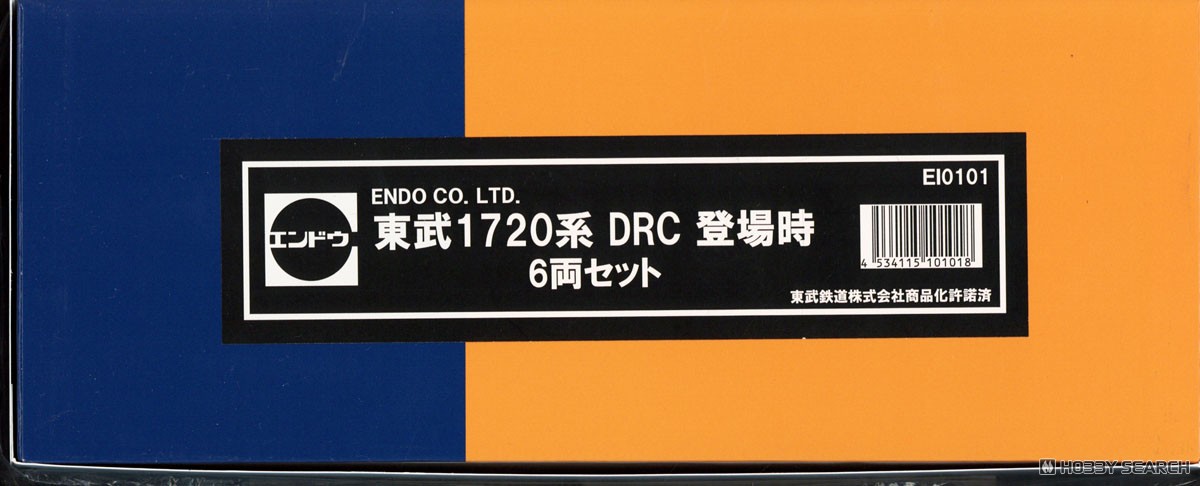 EI0101
ENDO CO. LTD.
エンドウ
東武1720系 DRC 登場時
6両セット
4 534115 101018
東武鉄道株式会社商品化許諾済
HOBBY SEARCH